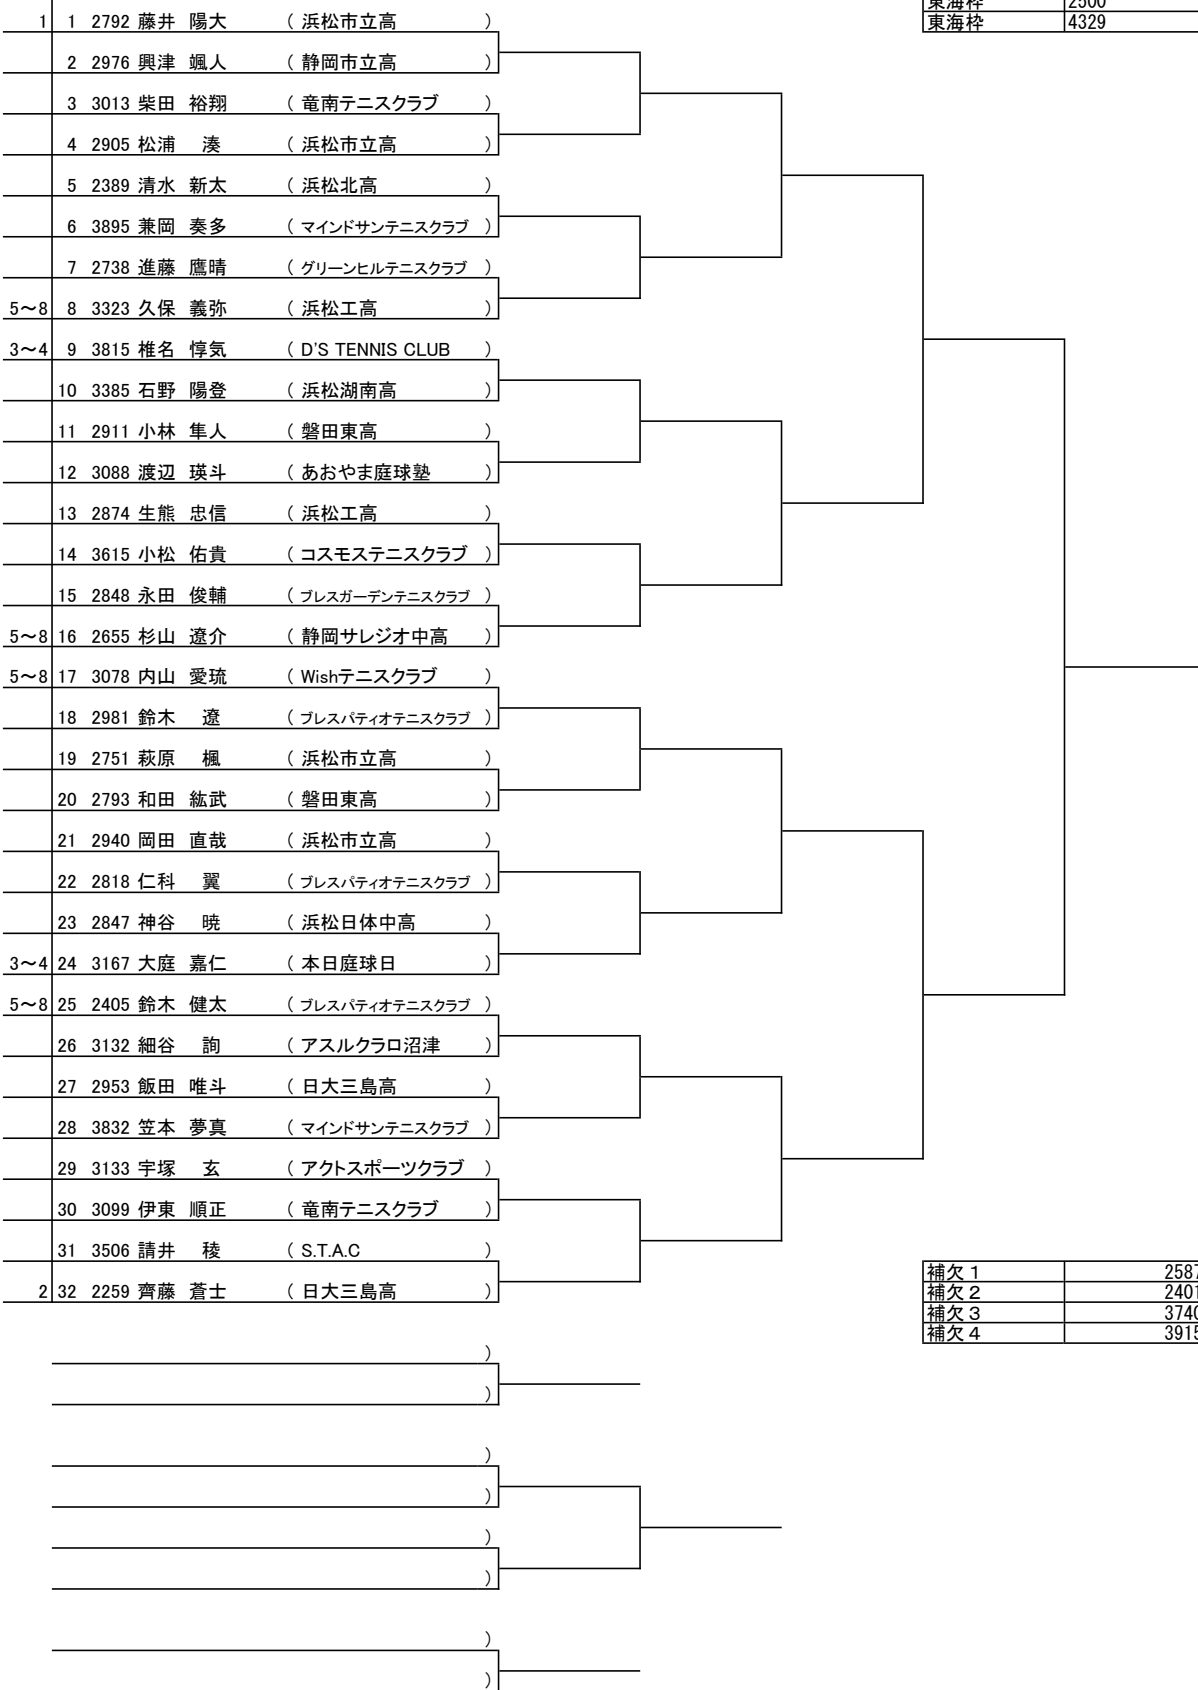 東海枠 2500
東海枠 4329
1 1 2792 藤井 陽大 ( 浜松市立高 )
2 2976 興津 颯人 ( 静岡市立高 )
3 3013 柴田 裕翔 ( 竜南テニスクラブ )
4 2905 松浦 湊 ( 浜松市立高 )
5 2389 清水 新太 ( 浜松北高 )
6 3895 兼岡 奏多 ( マインドサンテニスクラブ )
7 2738 進藤 鷹晴 ( グリーンヒルテニスクラブ )
5～8 8 3323 久保 義弥 ( 浜松工高 )
3～4 9 3815 椎名 惇気 ( D'S TENNIS CLUB )
10 3385 石野 陽登 ( 浜松湖南高 )
11 2911 小林 隼人 ( 磐田東高 )
12 3088 渡辺 瑛斗 ( あおやま庭球塾 )
13 2874 生熊 忠信 ( 浜松工高 )
14 3615 小松 佑貴 ( コスモステニスクラブ )
15 2848 永田 俊輔 ( ブレスガーデンテニスクラブ )
5～8 16 2655 杉山 遼介 ( 静岡サレジオ中高 )
5～8 17 3078 内山 愛琉 ( Wishテニスクラブ )
18 2981 鈴木 遼 ( ブレスパティオテニスクラブ )
19 2751 萩原 楓 ( 浜松市立高 )
20 2793 和田 紘武 ( 磐田東高 )
21 2940 岡田 直哉 ( 浜松市立高 )
22 2818 仁科 翼 ( ブレスパティオテニスクラブ )
23 2847 神谷 暁 ( 浜松日体中高 )
3～4 24 3167 大庭 嘉仁 ( 本日庭球日 )
5～8 25 2405 鈴木 健太 ( ブレスパティオテニスクラブ )
26 3132 細谷 詢 ( アスルクラロ沼津 )
27 2953 飯田 唯斗 ( 日大三島高 )
28 3832 笠本 夢真 ( マインドサンテニスクラブ )
29 3133 宇塚 玄 ( アクトスポーツクラブ )
30 3099 伊東 順正 ( 竜南テニスクラブ )
31 3506 請井 稜 ( S.T.A.C )
2 32 2259 齊藤 蒼士 ( 日大三島高 )
補欠１ 2587
補欠２ 2401
補欠３ 3740
補欠４ 3915
)
)
)
)
)
)
)
)